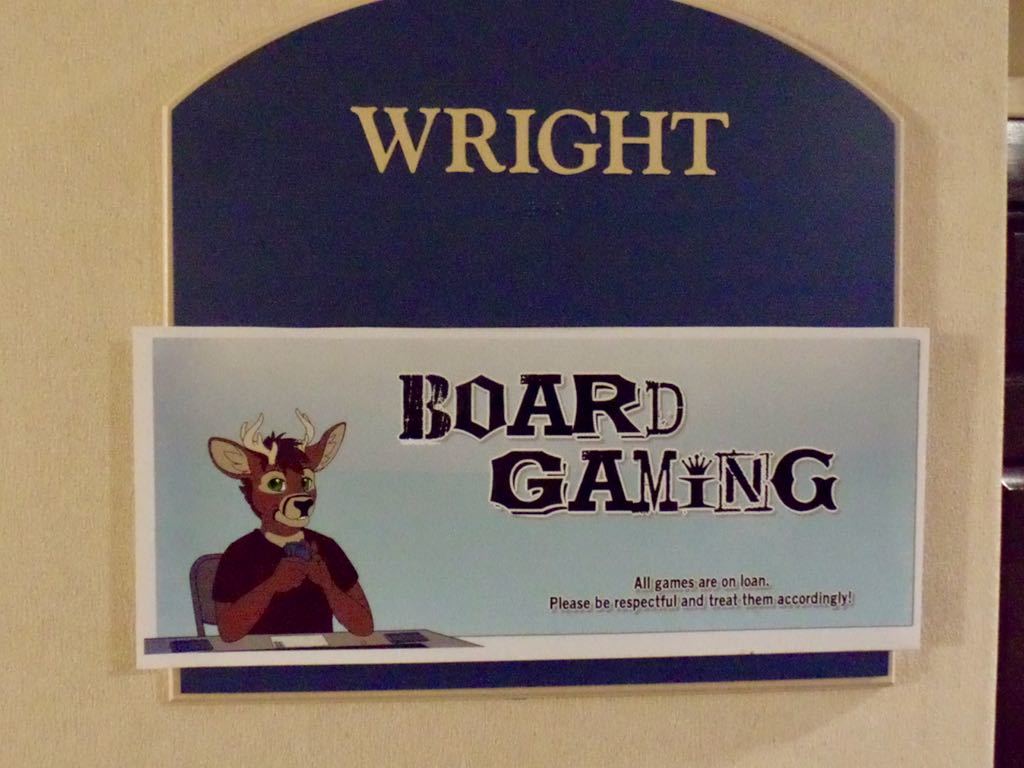 WRIGHT
BOARD
GAMING
All games are on loan.
Please be respectful and treat them accordingly!